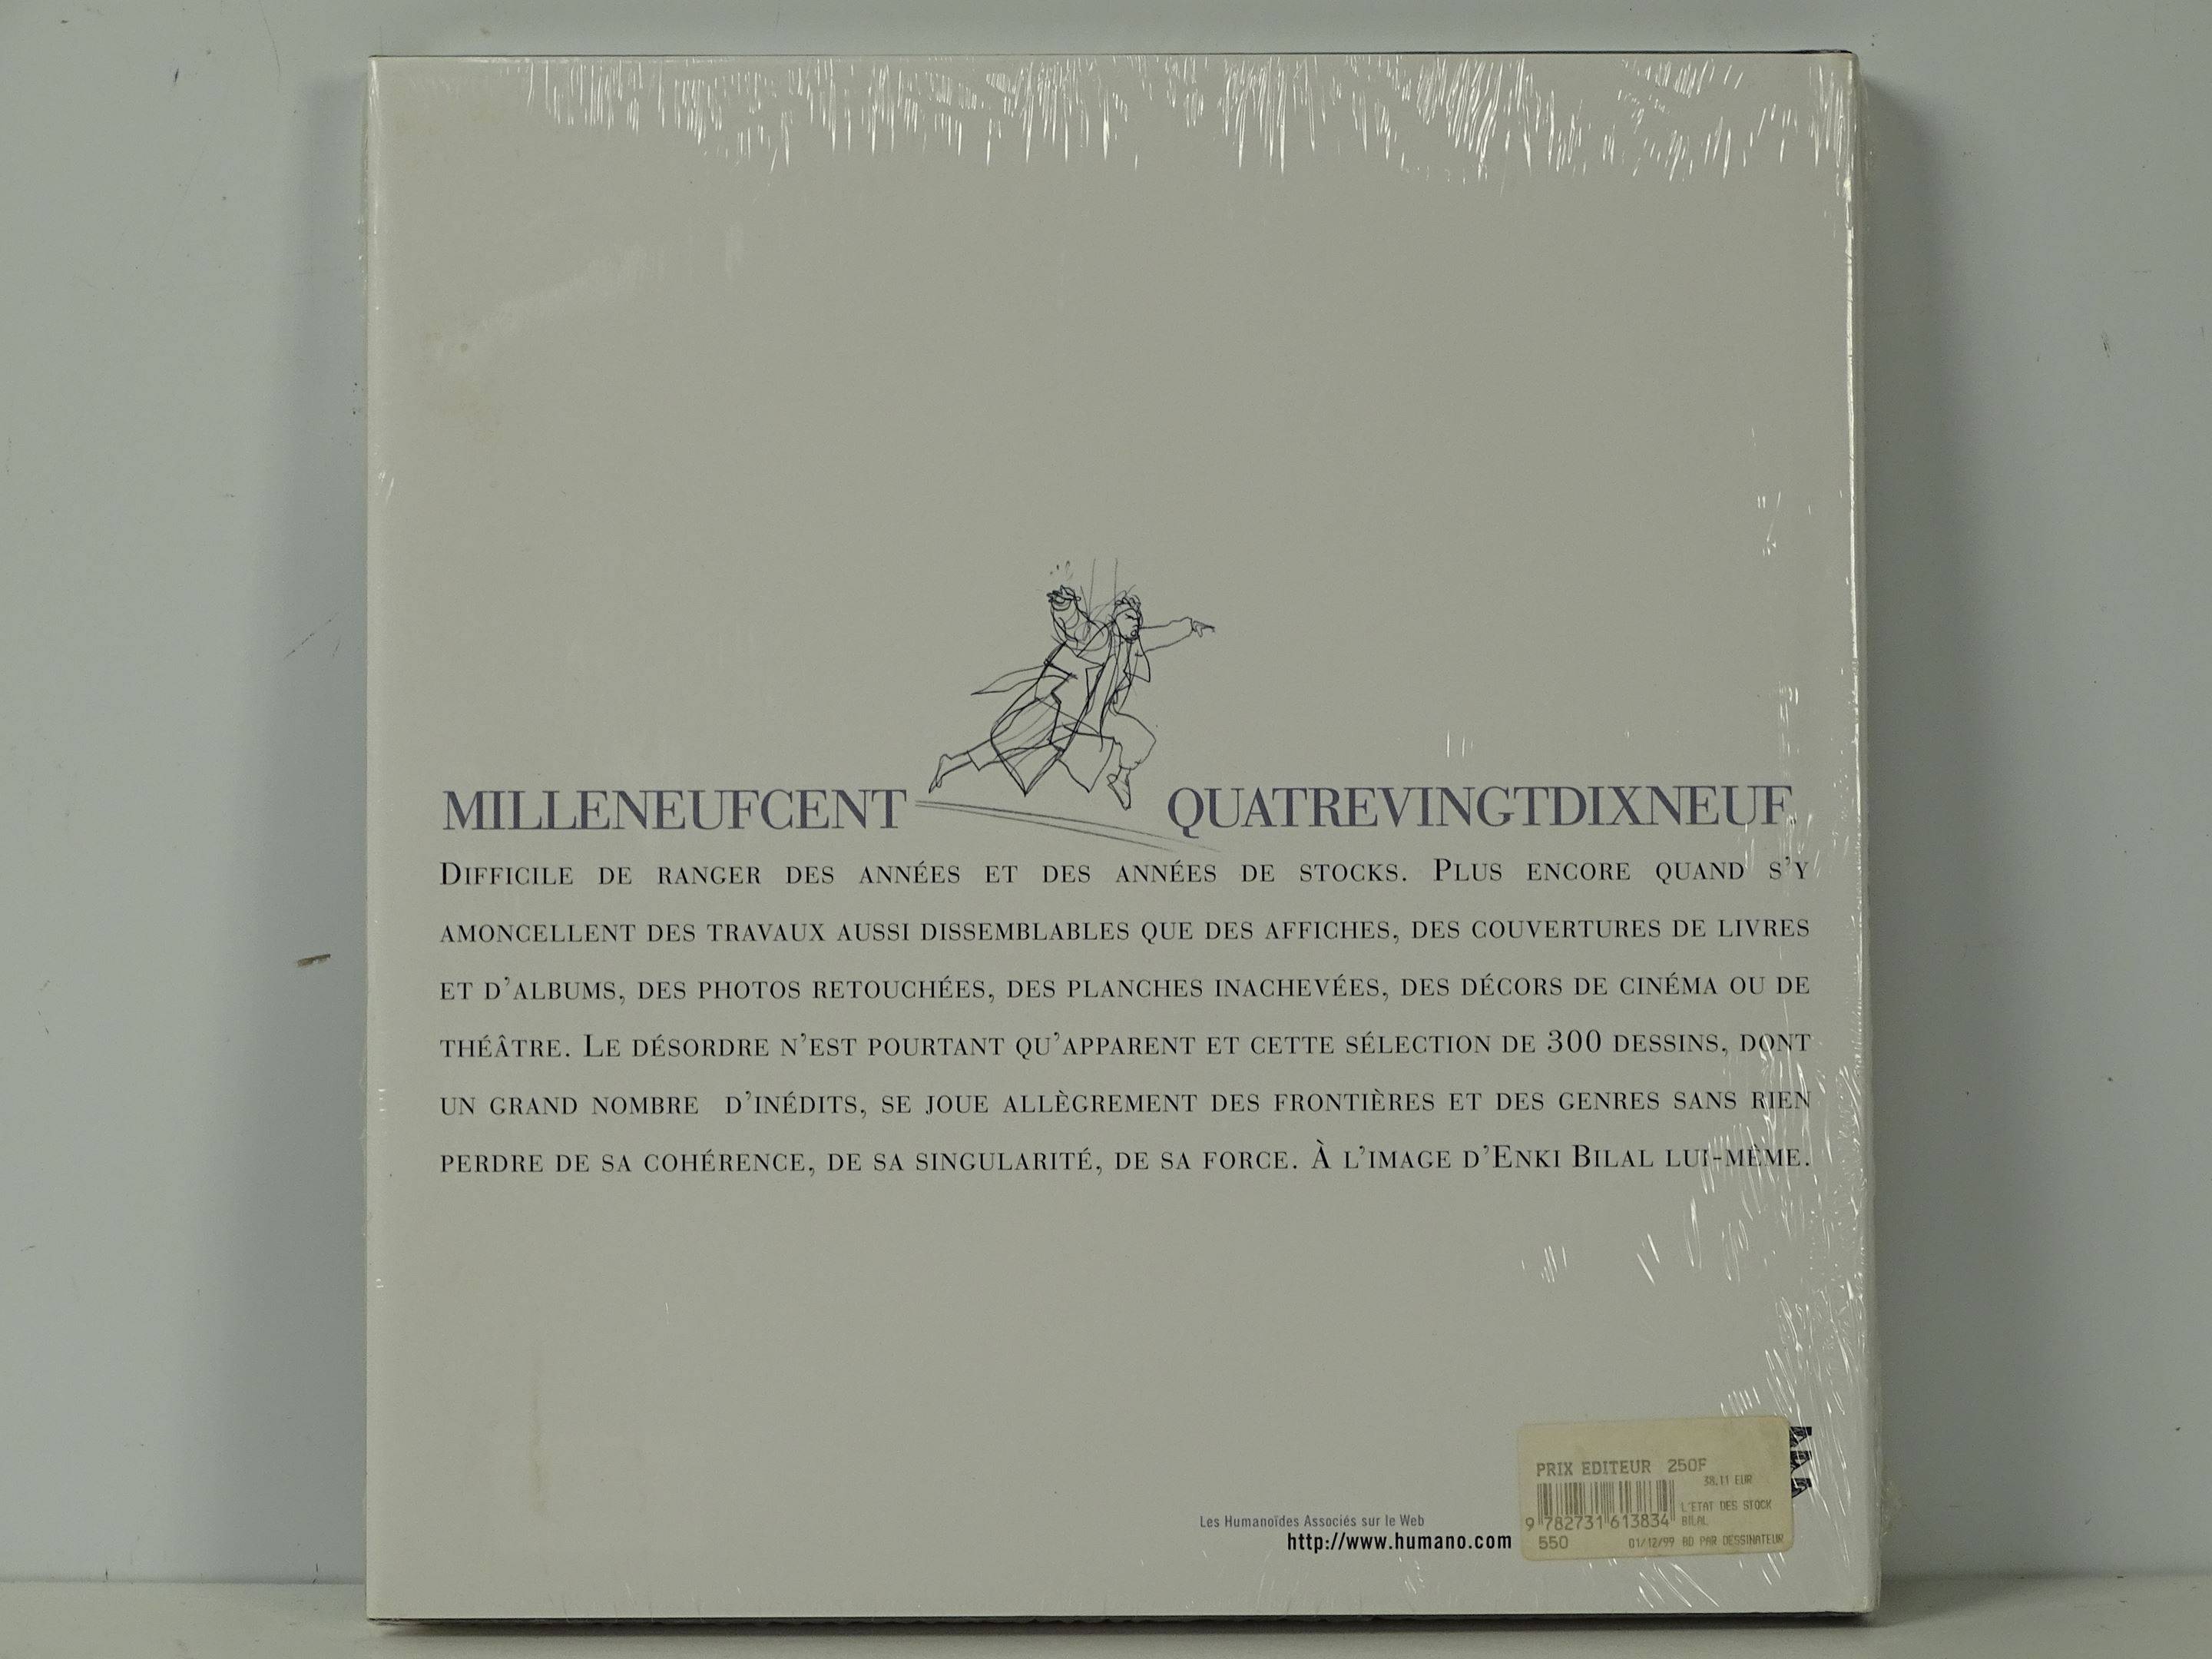 MILLENEUFCENT QUATREVINGTDIXNEUF.
DIFFICILE DE RANGER DES ANNÉES ET DES ANNÉES DE STOCKS. PLUS ENCORE QUAND S'Y
AMONCELLENT DES TRAVAUX AUSSI DISSEMBLABLES QUE DES AFFICHES, DES COUVERTURES DE LIVRES
ET D'ALBUMS, DES PHOTOS RETOUCHÉES, DES PLANCHES INACHEVÉES, DES DÉCORS DE CINÉMA OU DE
THÉÂTRE. LE DÉSORDRE N'EST POURTANT QU'APPARENT ET CETTE SÉLECTION DE 300 DESSINS, DONT
UN GRAND NOMBRE D'INÉDITS, SE JOUE ALLÈGREMENT DES FRONTIÈRES ET DES GENRES SANS RIEN
PERDRE DE SA COHÉRENCE, DE SA SINGULARITÉ, DE SA FORCE. À L'IMAGE D'ENKI BILAL LUI-MÊME.
Les Humanoïdes Associés sur le Web
http://www.humano.com
PRIX EDITEUR 250F
38.11 EUR
L'ETAT DES STOCK
9 782731 613834 BILAL
550 01/12/99 BD PAR DESSINATEUR